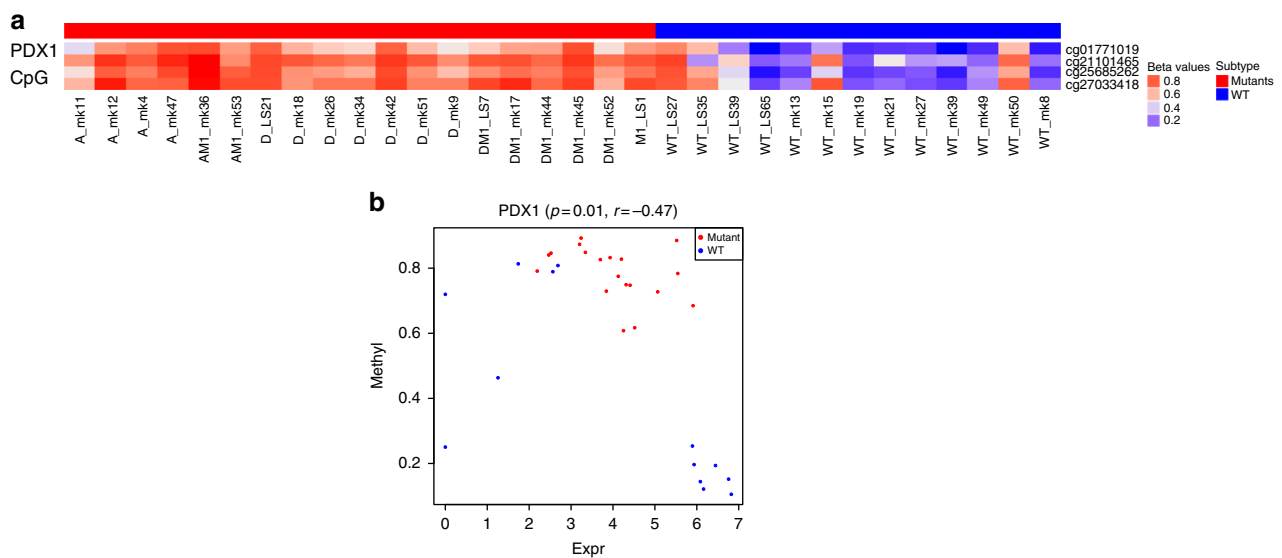 a
PDX1
CpG
cg01771019
cg21101465
cg25685262
cg27033418
Beta values
0.8
0.6
0.4
0.2
Subtype
Mutants
WT
A_mk11
A_mk12
A_mk4
A_mk47
AM1_mk36
AM1_mk53
D_LS21
D_mk18
D_mk26
D_mk34
D_mk42
D_mk51
D_mk9
DM1_LS7
DM1_mk17
DM1_mk44
DM1_mk45
DM1_mk52
M1_LS1
WT_LS27
WT_LS35
WT_LS39
WT_LS65
WT_mk13
WT_mk15
WT_mk19
WT_mk21
WT_mk27
WT_mk39
WT_mk49
WT_mk50
WT_mk8
b
PDX1 (p=0.01, r=−0.47)
Mutant
WT
Methyl
0.8
0.6
0.4
0.2
0 1 2 3 4 5 6 7
Expr